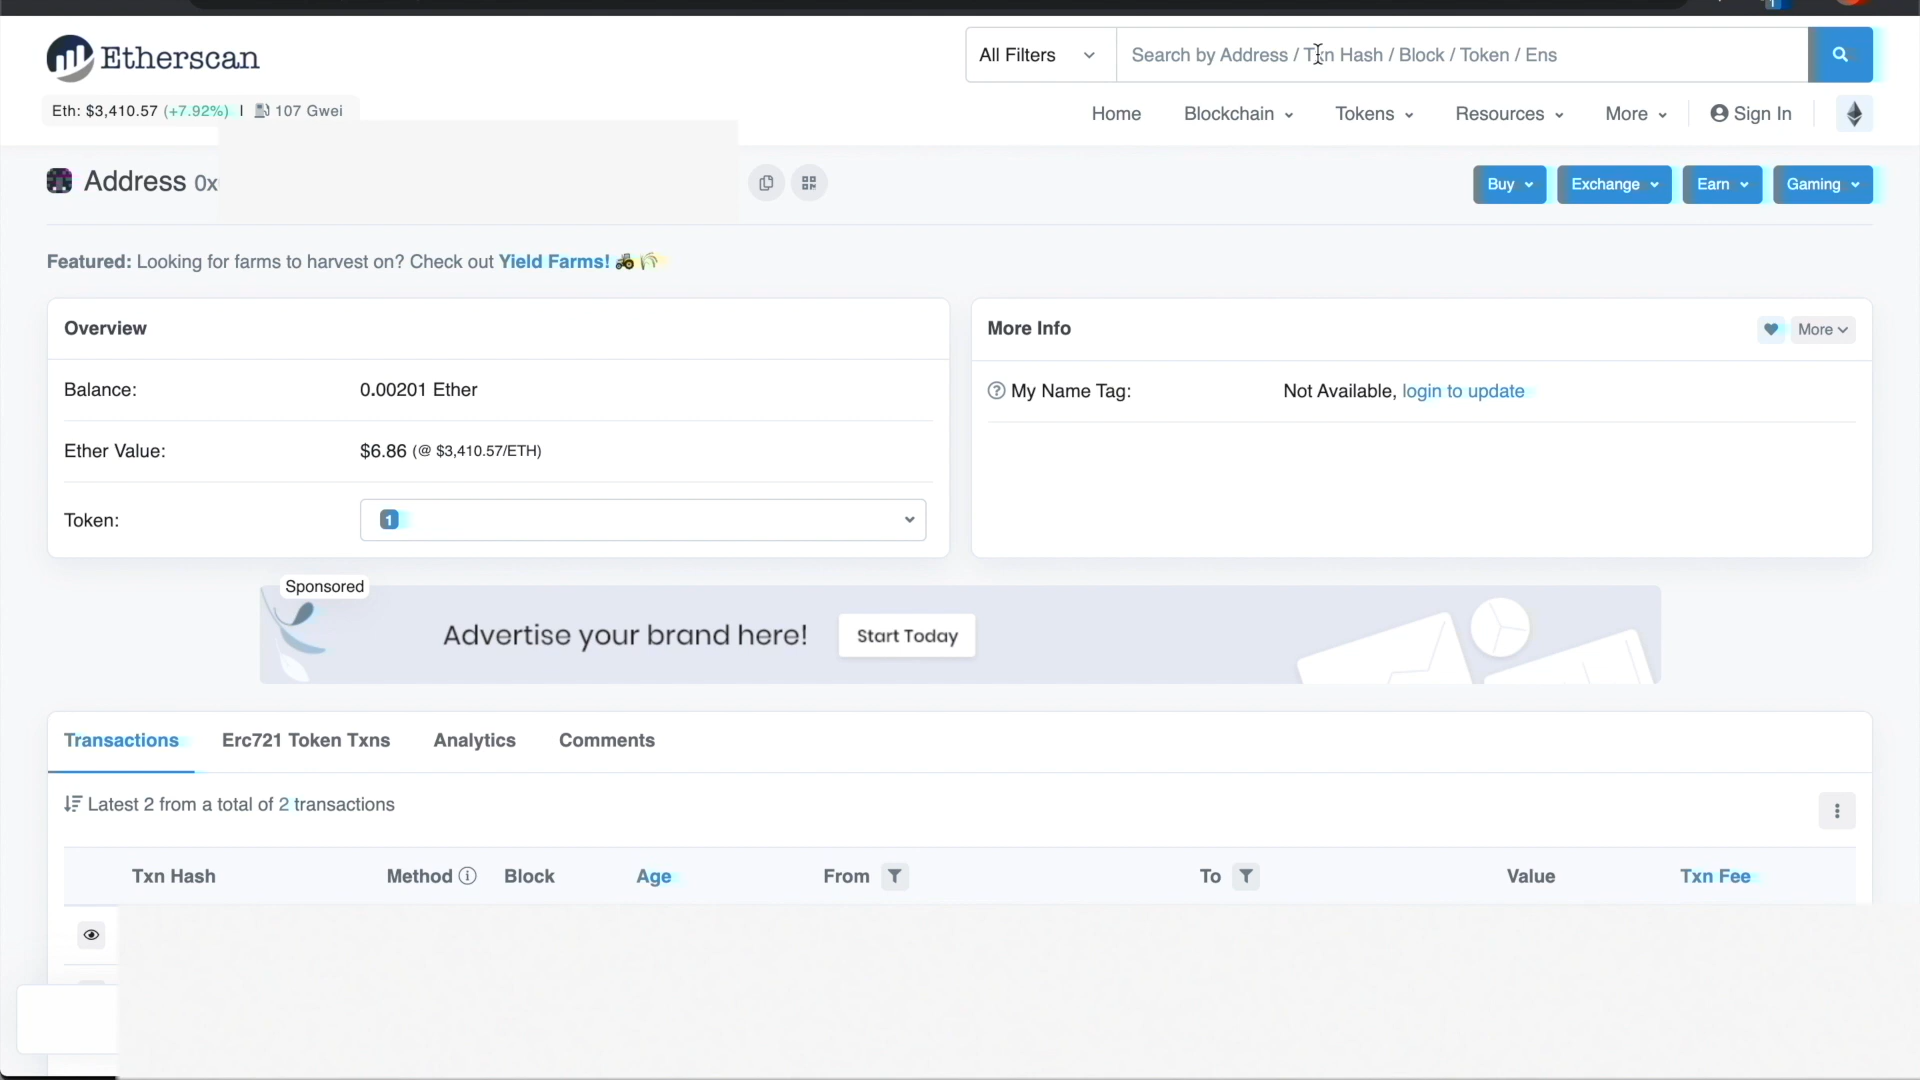 1
Etherscan
All Filters
Search by Address / Txn Hash / Block / Token / Ens
Eth: $3,410.57 (+7.92%) | 107 Gwei
Home
Blockchain
Tokens
Resources
More
Sign In
Address 0x
Buy
Exchange
Earn
Gaming
Featured: Looking for farms to harvest on? Check out Yield Farms!
Overview
Balance:
0.00201 Ether
Ether Value:
$6.86 (@ $3,410.57/ETH)
Token:
1
More Info
More
My Name Tag:
Not Available, login to update
Sponsored
Advertise your brand here!
Start Today
Transactions
Erc721 Token Txns
Analytics
Comments
Latest 2 from a total of 2 transactions
Txn Hash
Method
Block
Age
From
To
Value
Txn Fee